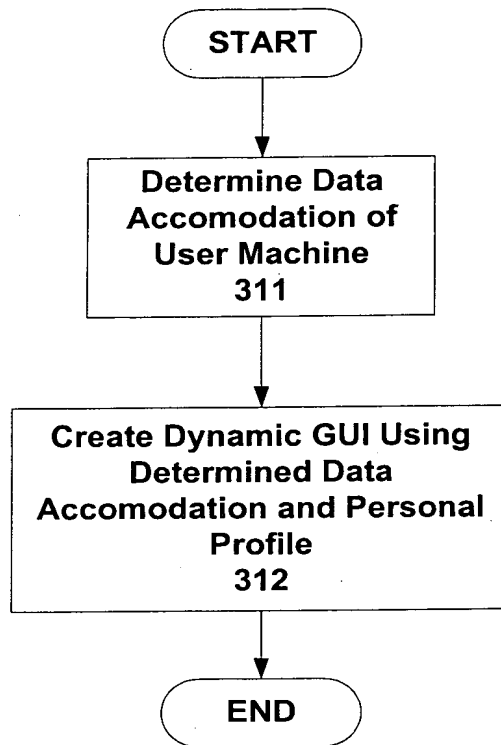 START
Determine Data
Accomodation of
User Machine
311
Create Dynamic GUI Using
Determined Data
Accomodation and Personal
Profile
312
END